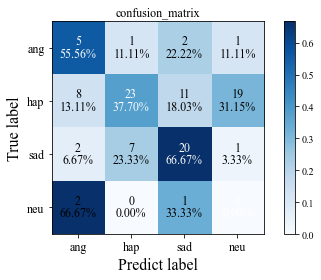 confusion_matrix
ang 5 1 2 1
55.56% 11.11% 22.22% 11.11%
hap 8 23 11 19
13.11% 37.70% 18.03% 31.15%
sad 2 7 20 1
6.67% 23.33% 66.67% 3.33%
neu 2 0 1
66.67% 0.00% 33.33%
ang hap sad neu
Predict label
True label
0.6
0.5
0.4
0.3
0.2
0.1
0.0